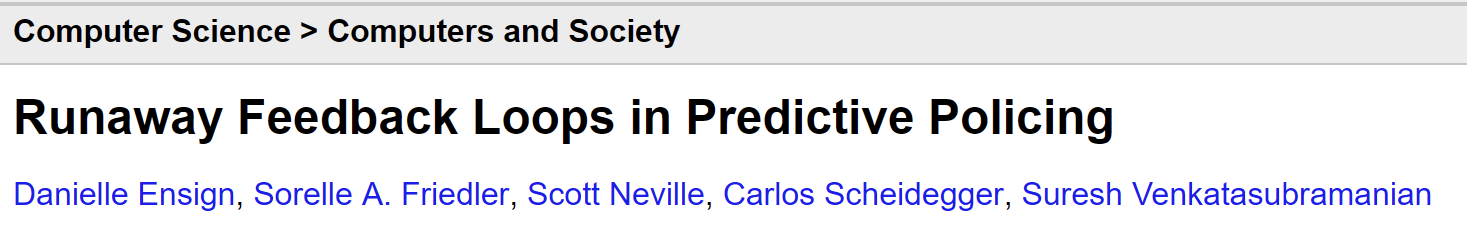 Computer Science > Computers and Society
Runaway Feedback Loops in Predictive Policing
Danielle Ensign, Sorelle A. Friedler, Scott Neville, Carlos Scheidegger, Suresh Venkatasubramanian